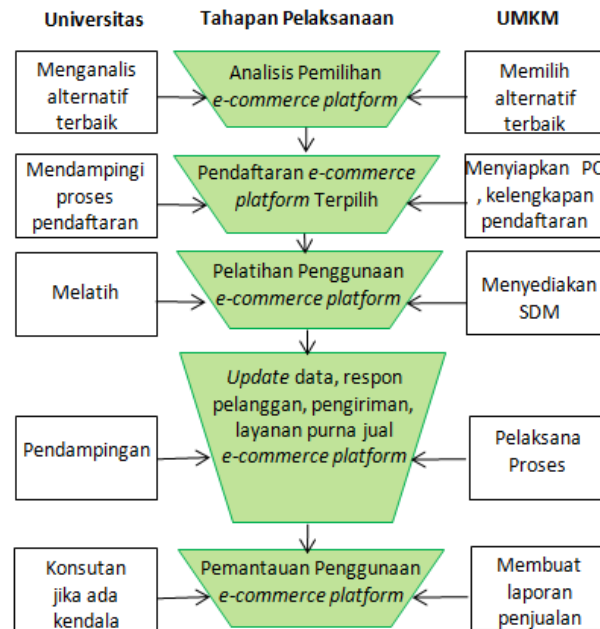 Universitas
Tahapan Pelaksanaan
UMKM
Menganalis
alternatif
terbaik
Analisis Pemilihan
e-commerce platform
Memilih
alternatif
terbaik
Mendampingi
proses
pendaftaran
Pendaftaran e-commerce
platform Terpilih
Menyiapkan PC
, kelengkapan
pendaftaran
Melatih
Pelatihan Penggunaan
e-commerce platform
Menyediakan
SDM
Pendampingan
Update data, respon
pelanggan, pengiriman,
layanan purna jual
e-commerce platform
Pelaksana
Proses
Konsutan
jika ada
kendala
Pemantauan Penggunaan
e-commerce platform
Membuat
laporan
penjualan